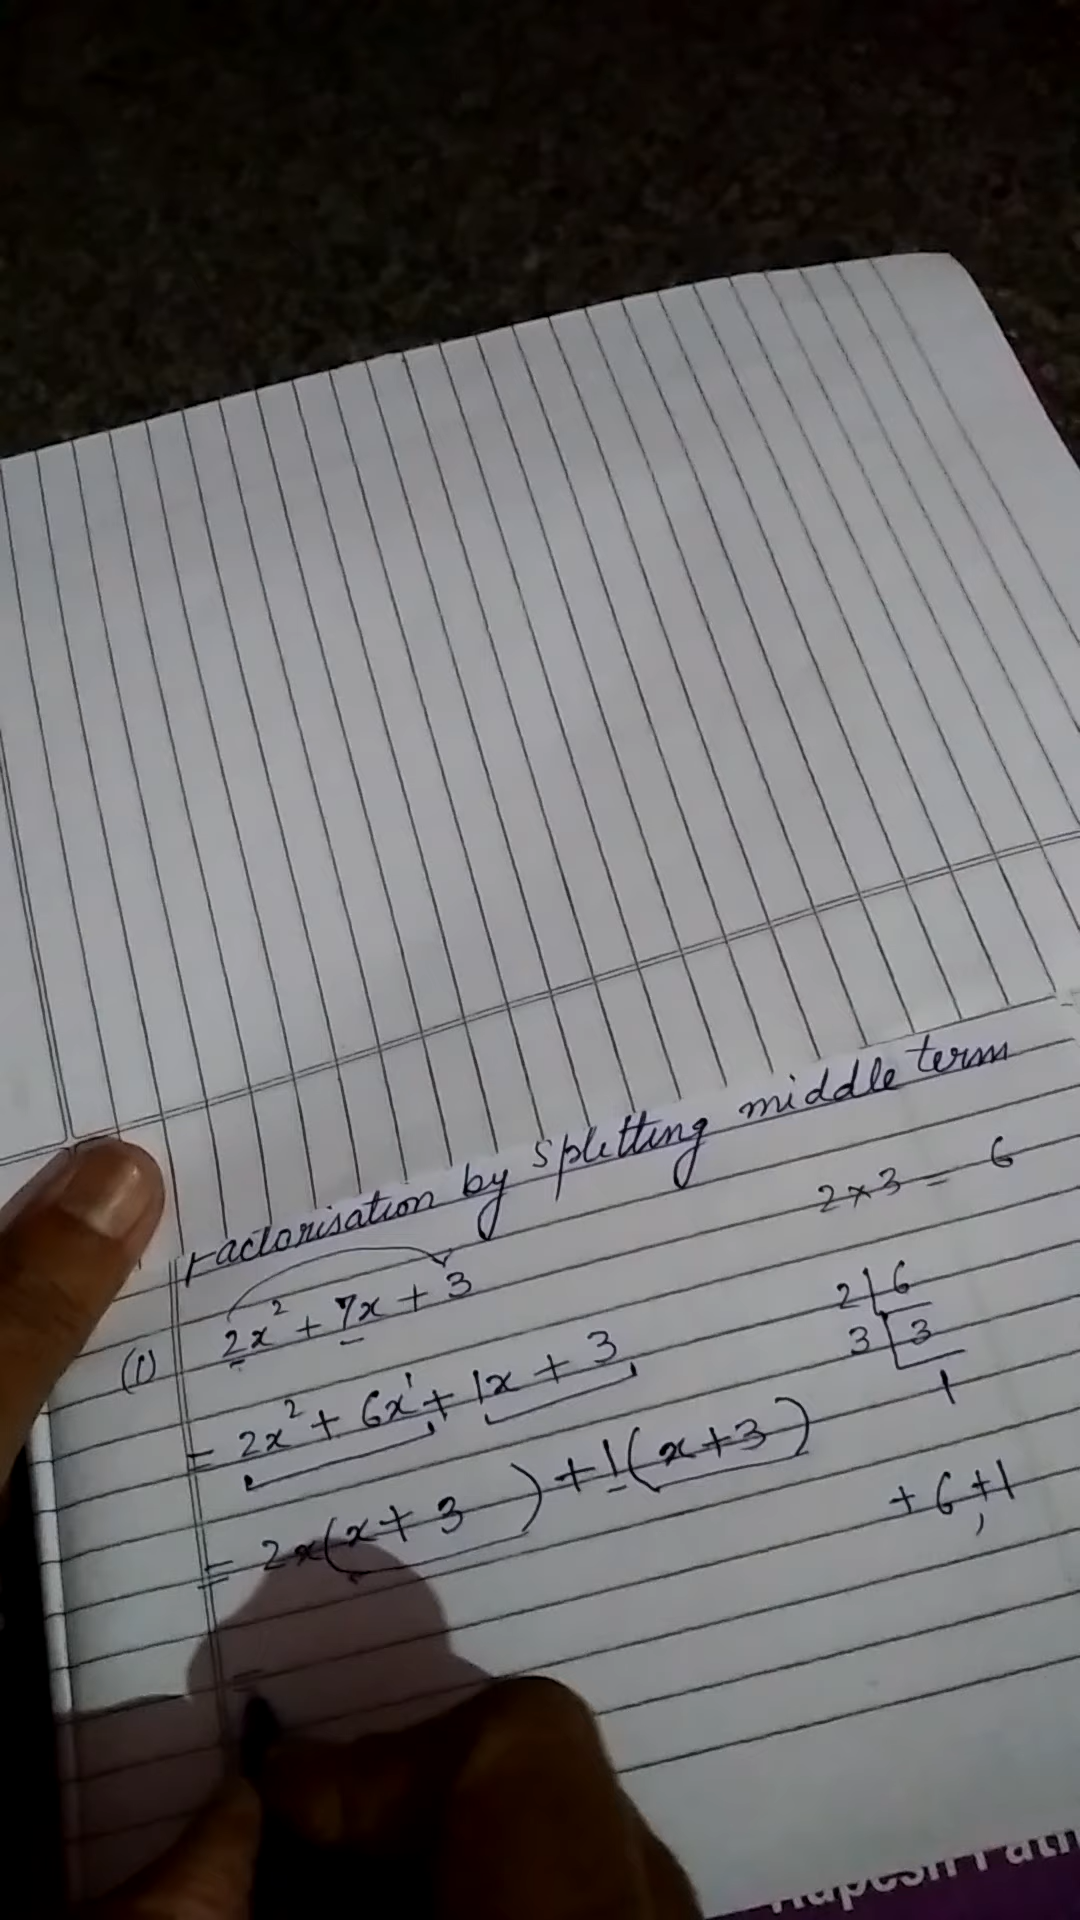 Factorisation by splitting middle term
2 × 3 = 6
(1) 2x² + 7x + 3
2 | 6
3 | 3
1
= 2x² + 6x + 1x + 3
= 2x(x + 3) + 1(x + 3)
+ 6 + 1
=